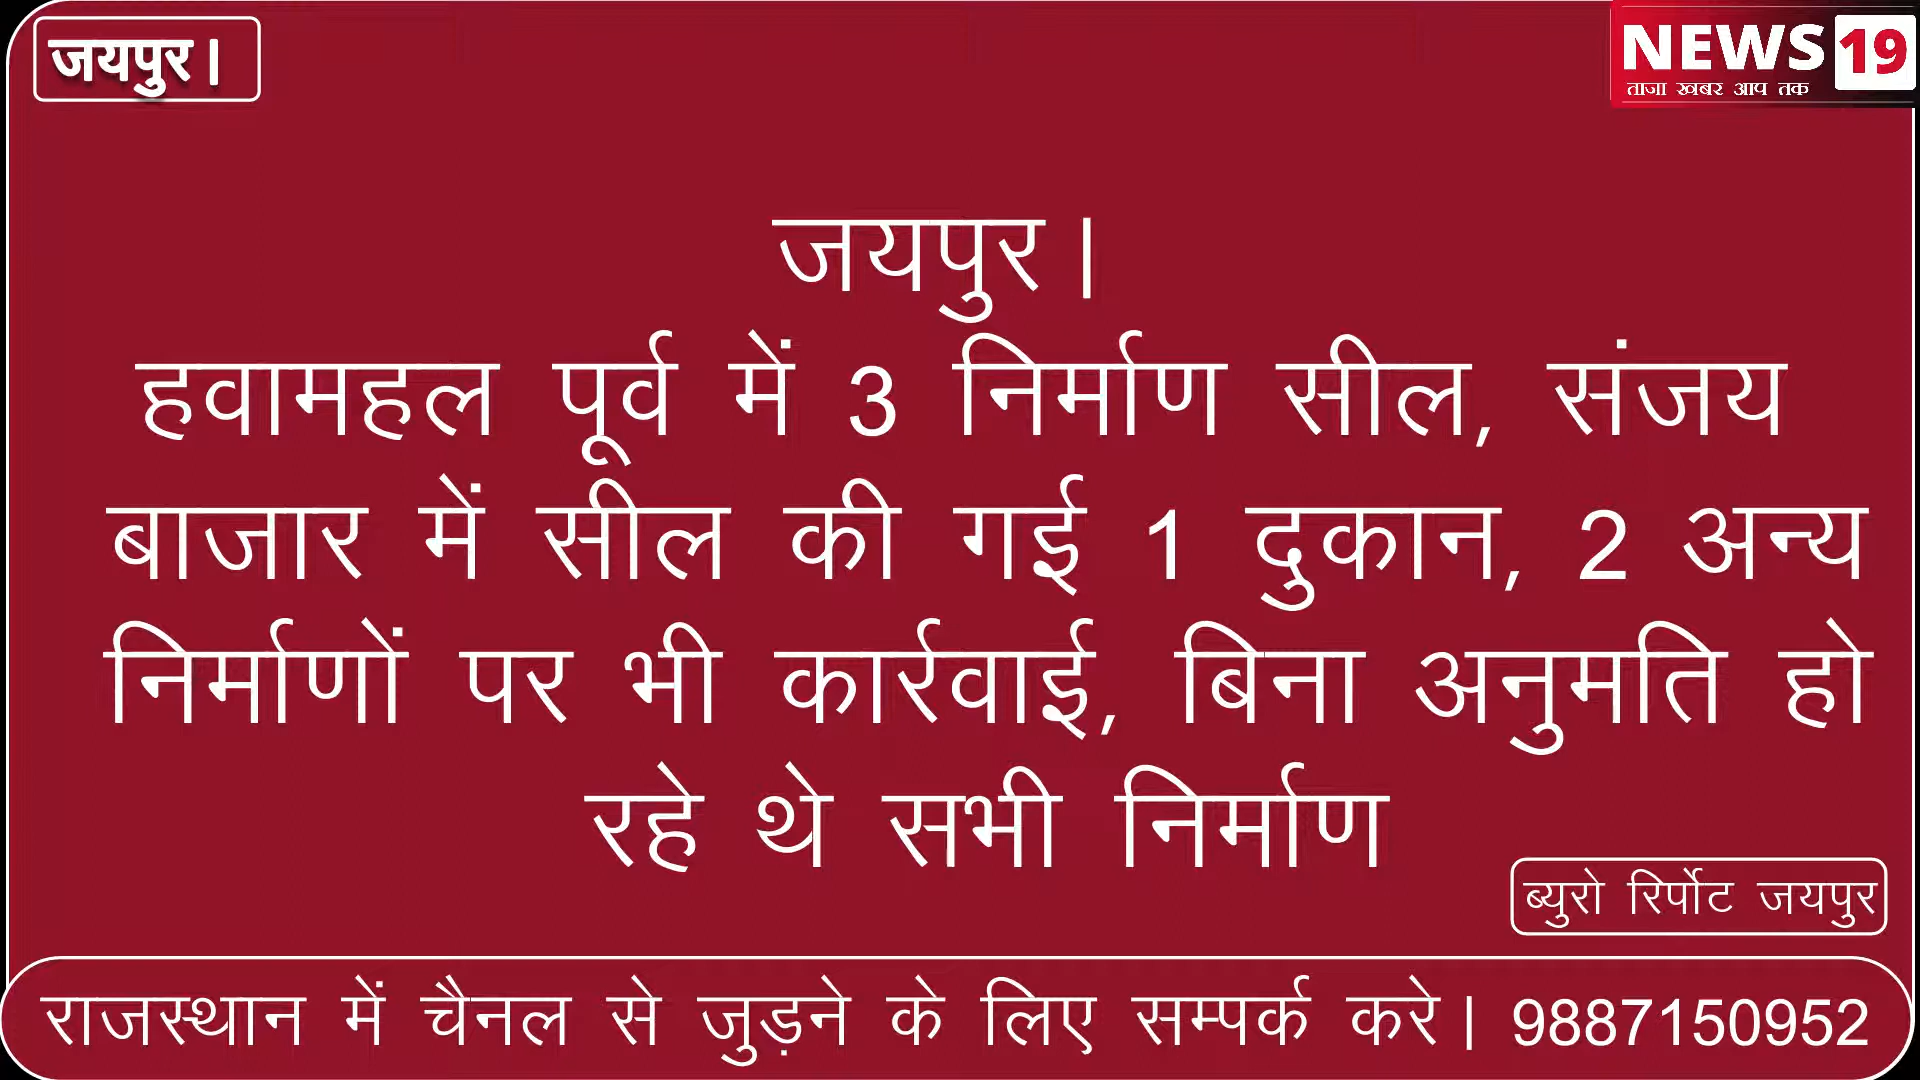 जयपुर।
NEWS 19
ताजा खबर आप तक
जयपुर।
हवामहल पूर्व में 3 निर्माण सील, संजय
बाजार में सील की गई 1 दुकान, 2 अन्य
निर्माणों पर भी कार्रवाई, बिना अनुमति हो
रहे थे सभी निर्माण
ब्युरो रिर्पोट जयपुर
राजस्थान में चैनल से जुड़ने के लिए सम्पर्क करे। 9887150952